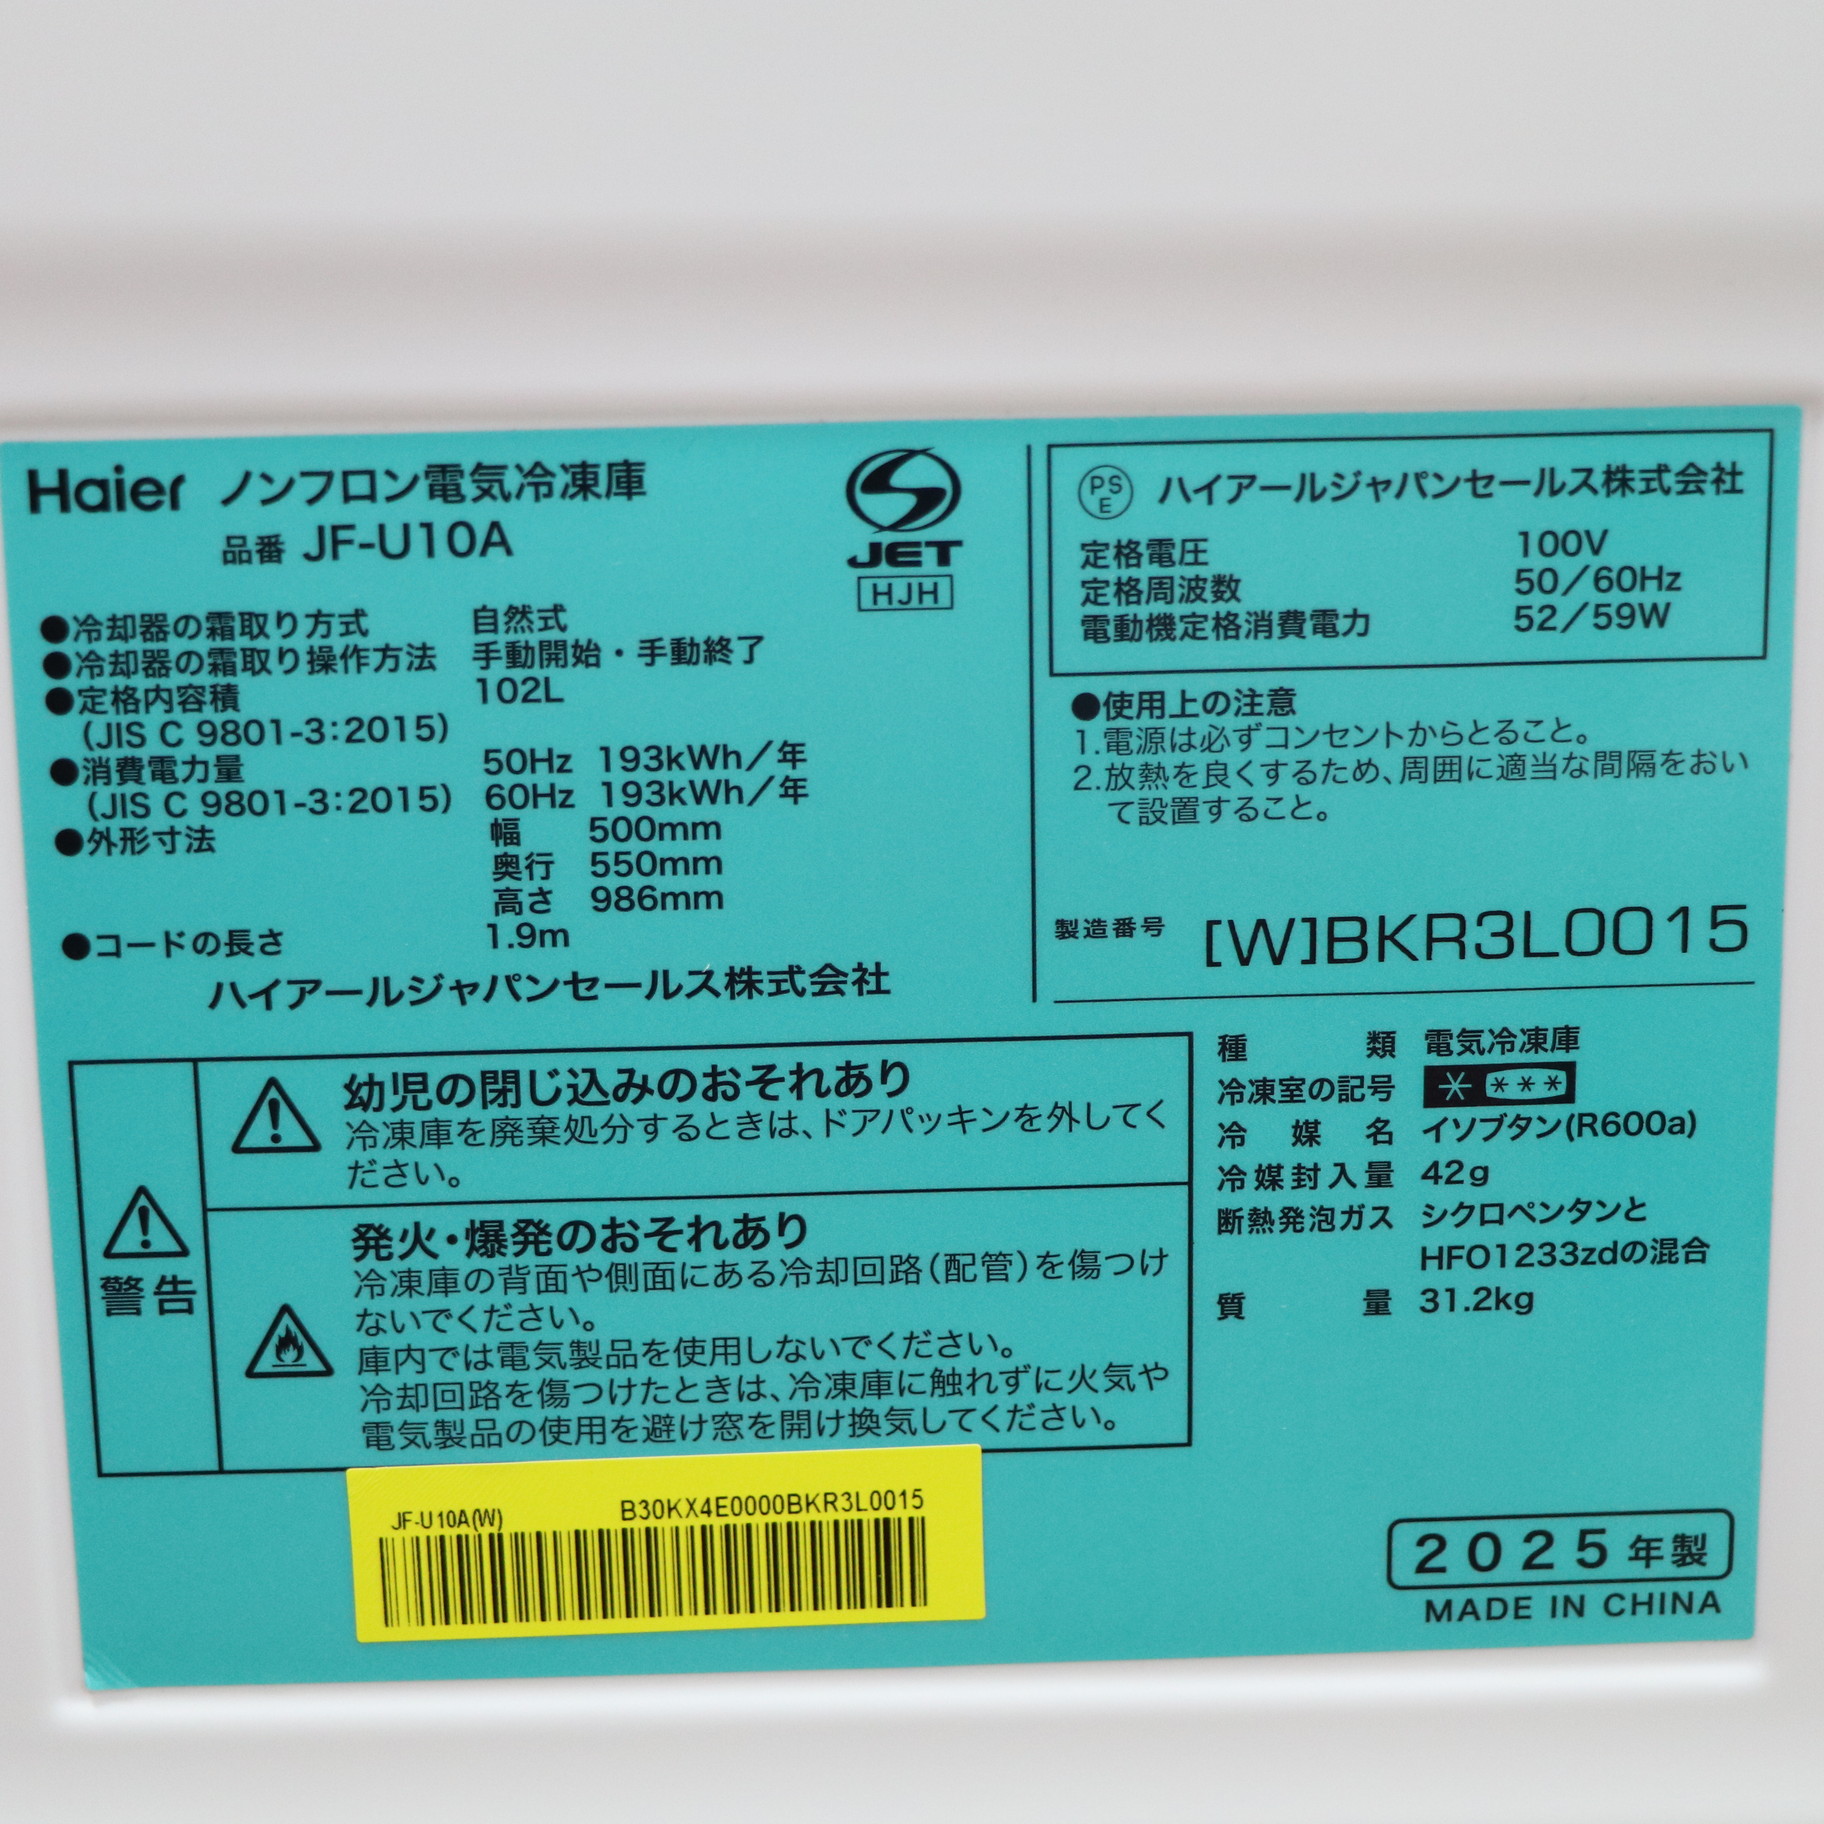 Haier ノンフロン電気冷凍庫
品番 JF-U10A
●冷却器の霜取り方式 自然式
●冷却器の霜取り操作方法 手動開始・手動終了
●定格内容積 102L
(JIS C 9801-3:2015)
●消費電力量 50Hz 193kWh/年
(JIS C 9801-3:2015) 60Hz 193kWh/年
●外形寸法 幅 500mm
奥行 550mm
高さ 986mm
●コードの長さ 1.9m
ハイアールジャパンセールス株式会社
JET
HJH
PS
E ハイアールジャパンセールス株式会社
定格電圧 100V
定格周波数 50/60Hz
電動機定格消費電力 52/59W
●使用上の注意
1.電源は必ずコンセントからとること。
2.放熱を良くするため、周囲に適当な間隔をおい
て設置すること。
製造番号 [W]BKR3L0015
警告
幼児の閉じ込みのおそれあり
冷凍庫を廃棄処分するときは、ドアパッキンを外してく
ださい。
発火・爆発のおそれあり
冷凍庫の背面や側面にある冷却回路(配管)を傷つけ
ないでください。
庫内では電気製品を使用しないでください。
冷却回路を傷つけたときは、冷凍庫に触れずに火気や
電気製品の使用を避け窓を開け換気してください。
種類 電気冷凍庫
冷凍室の記号 * ***
冷媒名 イソブタン(R600a)
冷媒封入量 42g
断熱発泡ガス シクロペンタンと
HFO1233zdの混合
質量 31.2kg
JF-U10A(W) B30KX4E0000BKR3L0015
2025年製
MADE IN CHINA